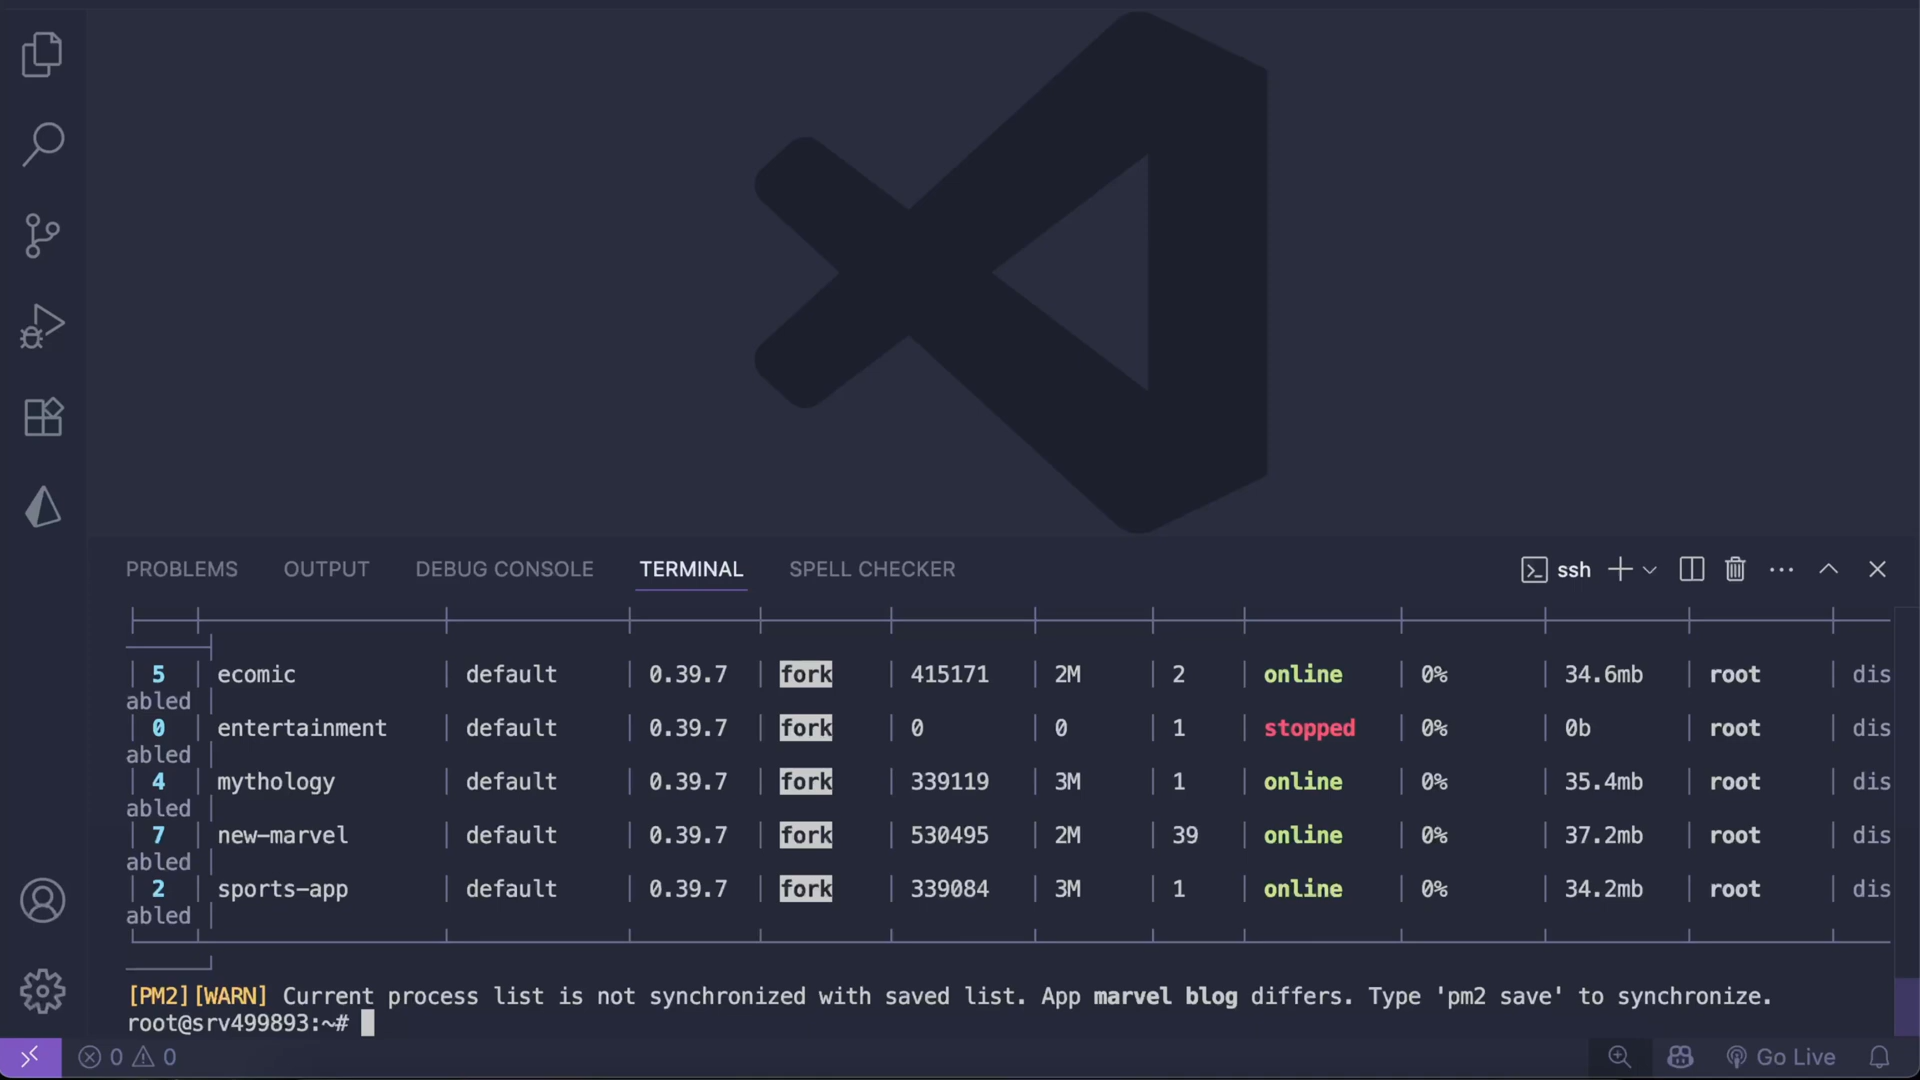 PROBLEMS OUTPUT DEBUG CONSOLE TERMINAL SPELL CHECKER ssh
5 ecomic default 0.39.7 fork 415171 2M 2 online 0% 34.6mb root dis
abled
0 entertainment default 0.39.7 fork 0 0 1 stopped 0% 0b root dis
abled
4 mythology default 0.39.7 fork 339119 3M 1 online 0% 35.4mb root dis
abled
7 new-marvel default 0.39.7 fork 530495 2M 39 online 0% 37.2mb root dis
abled
2 sports-app default 0.39.7 fork 339084 3M 1 online 0% 34.2mb root dis
abled
[PM2][WARN] Current process list is not synchronized with saved list. App marvel blog differs. Type 'pm2 save' to synchronize.
root@srv499893:~#
0 0 Go Live